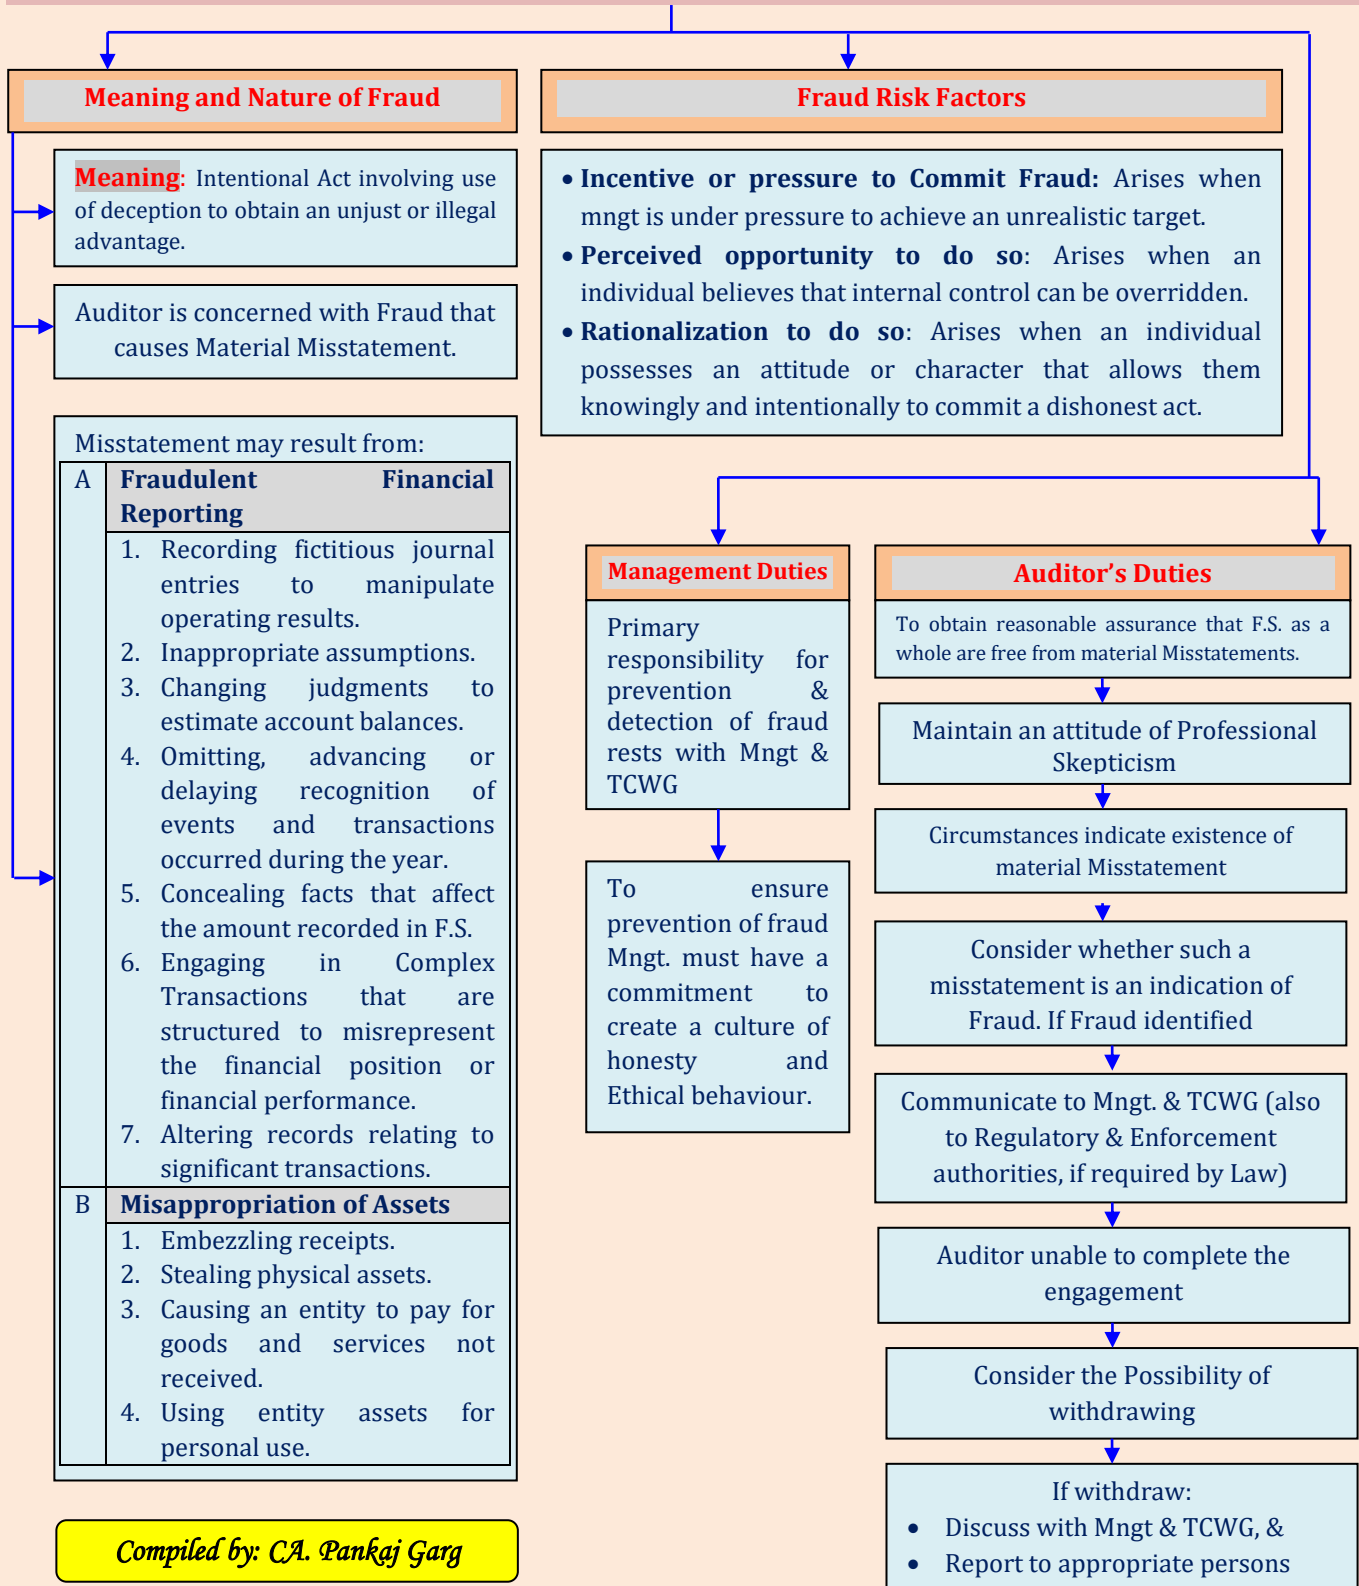 Meaning and Nature of Fraud
Meaning: Intentional Act involving use
of deception to obtain an unjust or illegal
advantage.
Auditor is concerned with Fraud that
causes Material Misstatement.
Misstatement may result from:
A Fraudulent Financial
Reporting
1. Recording fictitious journal
entries to manipulate
operating results.
2. Inappropriate assumptions.
3. Changing judgments to
estimate account balances.
4. Omitting, advancing or
delaying recognition of
events and transactions
occurred during the year.
5. Concealing facts that affect
the amount recorded in F.S.
6. Engaging in Complex
Transactions that are
structured to misrepresent
the financial position or
financial performance.
7. Altering records relating to
significant transactions.
B Misappropriation of Assets
1. Embezzling receipts.
2. Stealing physical assets.
3. Causing an entity to pay for
goods and services not
received.
4. Using entity assets for
personal use.
Compiled by: CA. Pankaj Garg
Fraud Risk Factors
• Incentive or pressure to Commit Fraud: Arises when
mngt is under pressure to achieve an unrealistic target.
• Perceived opportunity to do so: Arises when an
individual believes that internal control can be overridden.
• Rationalization to do so: Arises when an individual
possesses an attitude or character that allows them
knowingly and intentionally to commit a dishonest act.
Management Duties
Primary
responsibility for
prevention &
detection of fraud
rests with Mngt &
TCWG
To ensure
prevention of fraud
Mngt. must have a
commitment to
create a culture of
honesty and
Ethical behaviour.
Auditor's Duties
To obtain reasonable assurance that F.S. as a
whole are free from material Misstatements.
Maintain an attitude of Professional
Skepticism
Circumstances indicate existence of
material Misstatement
Consider whether such a
misstatement is an indication of
Fraud. If Fraud identified
Communicate to Mngt. & TCWG (also
to Regulatory & Enforcement
authorities, if required by Law)
Auditor unable to complete the
engagement
Consider the Possibility of
withdrawing
If withdraw:
• Discuss with Mngt & TCWG, &
• Report to appropriate persons